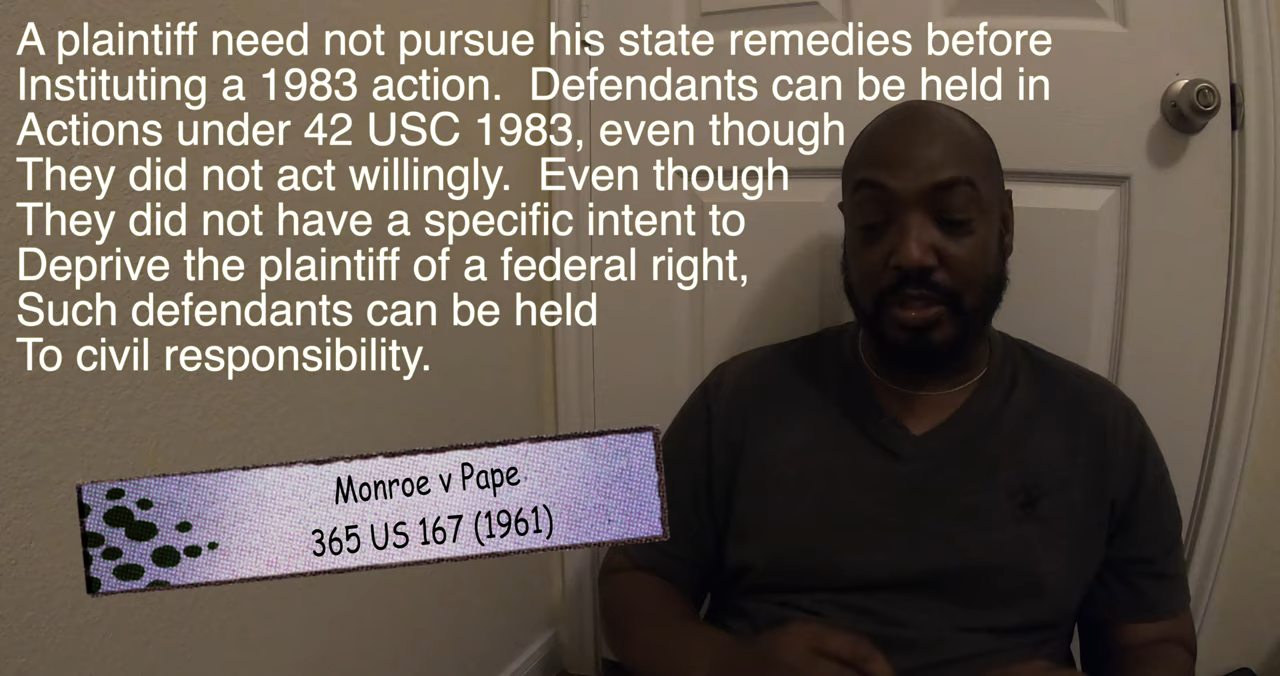 A plaintiff need not pursue his state remedies before
Instituting a 1983 action.  Defendants can be held in
Actions under 42 USC 1983, even though
They did not act willingly.  Even though
They did not have a specific intent to
Deprive the plaintiff of a federal right,
Such defendants can be held
To civil responsibility.
Monroe v Pape
365 US 167 (1961)